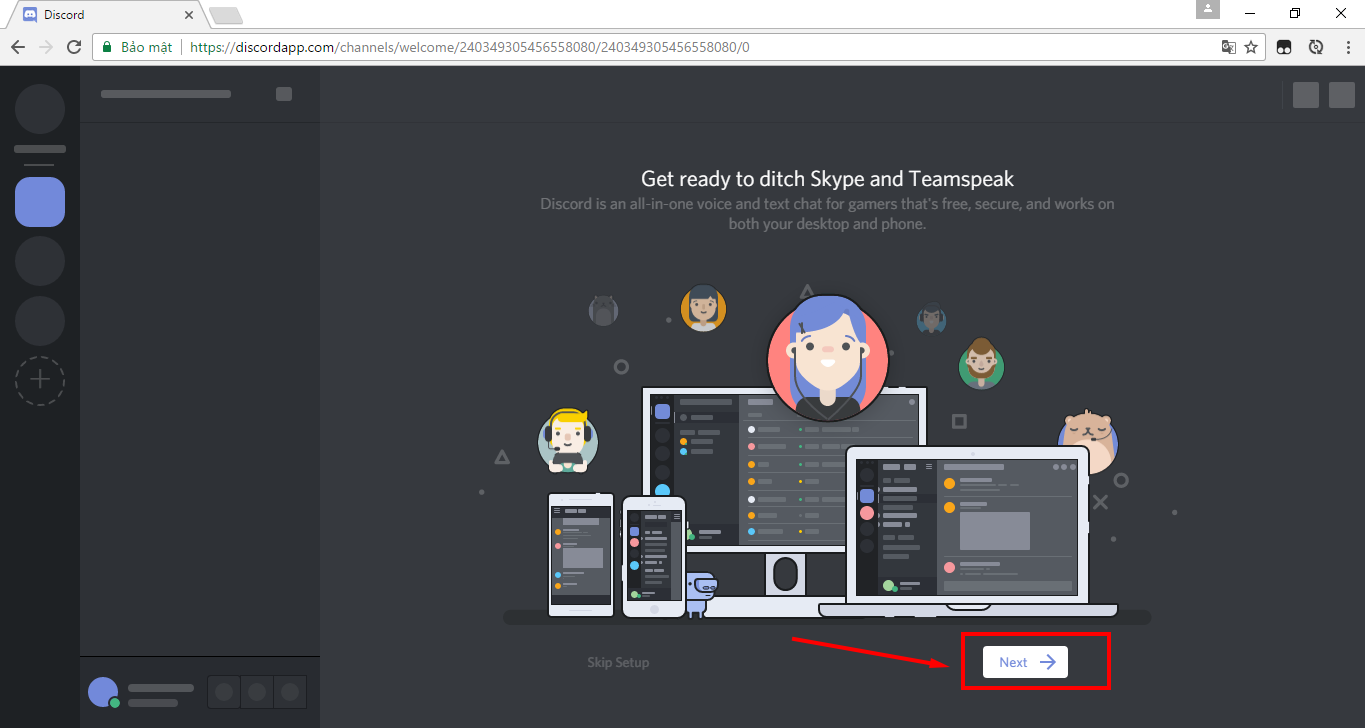 Discord
Bảo mật
https://discordapp.com/channels/welcome/240349305456558080/240349305456558080/0
Get ready to ditch Skype and Teamspeak
Discord is an all-in-one voice and text chat for gamers that's free, secure, and works on
both your desktop and phone.
Skip Setup
Next